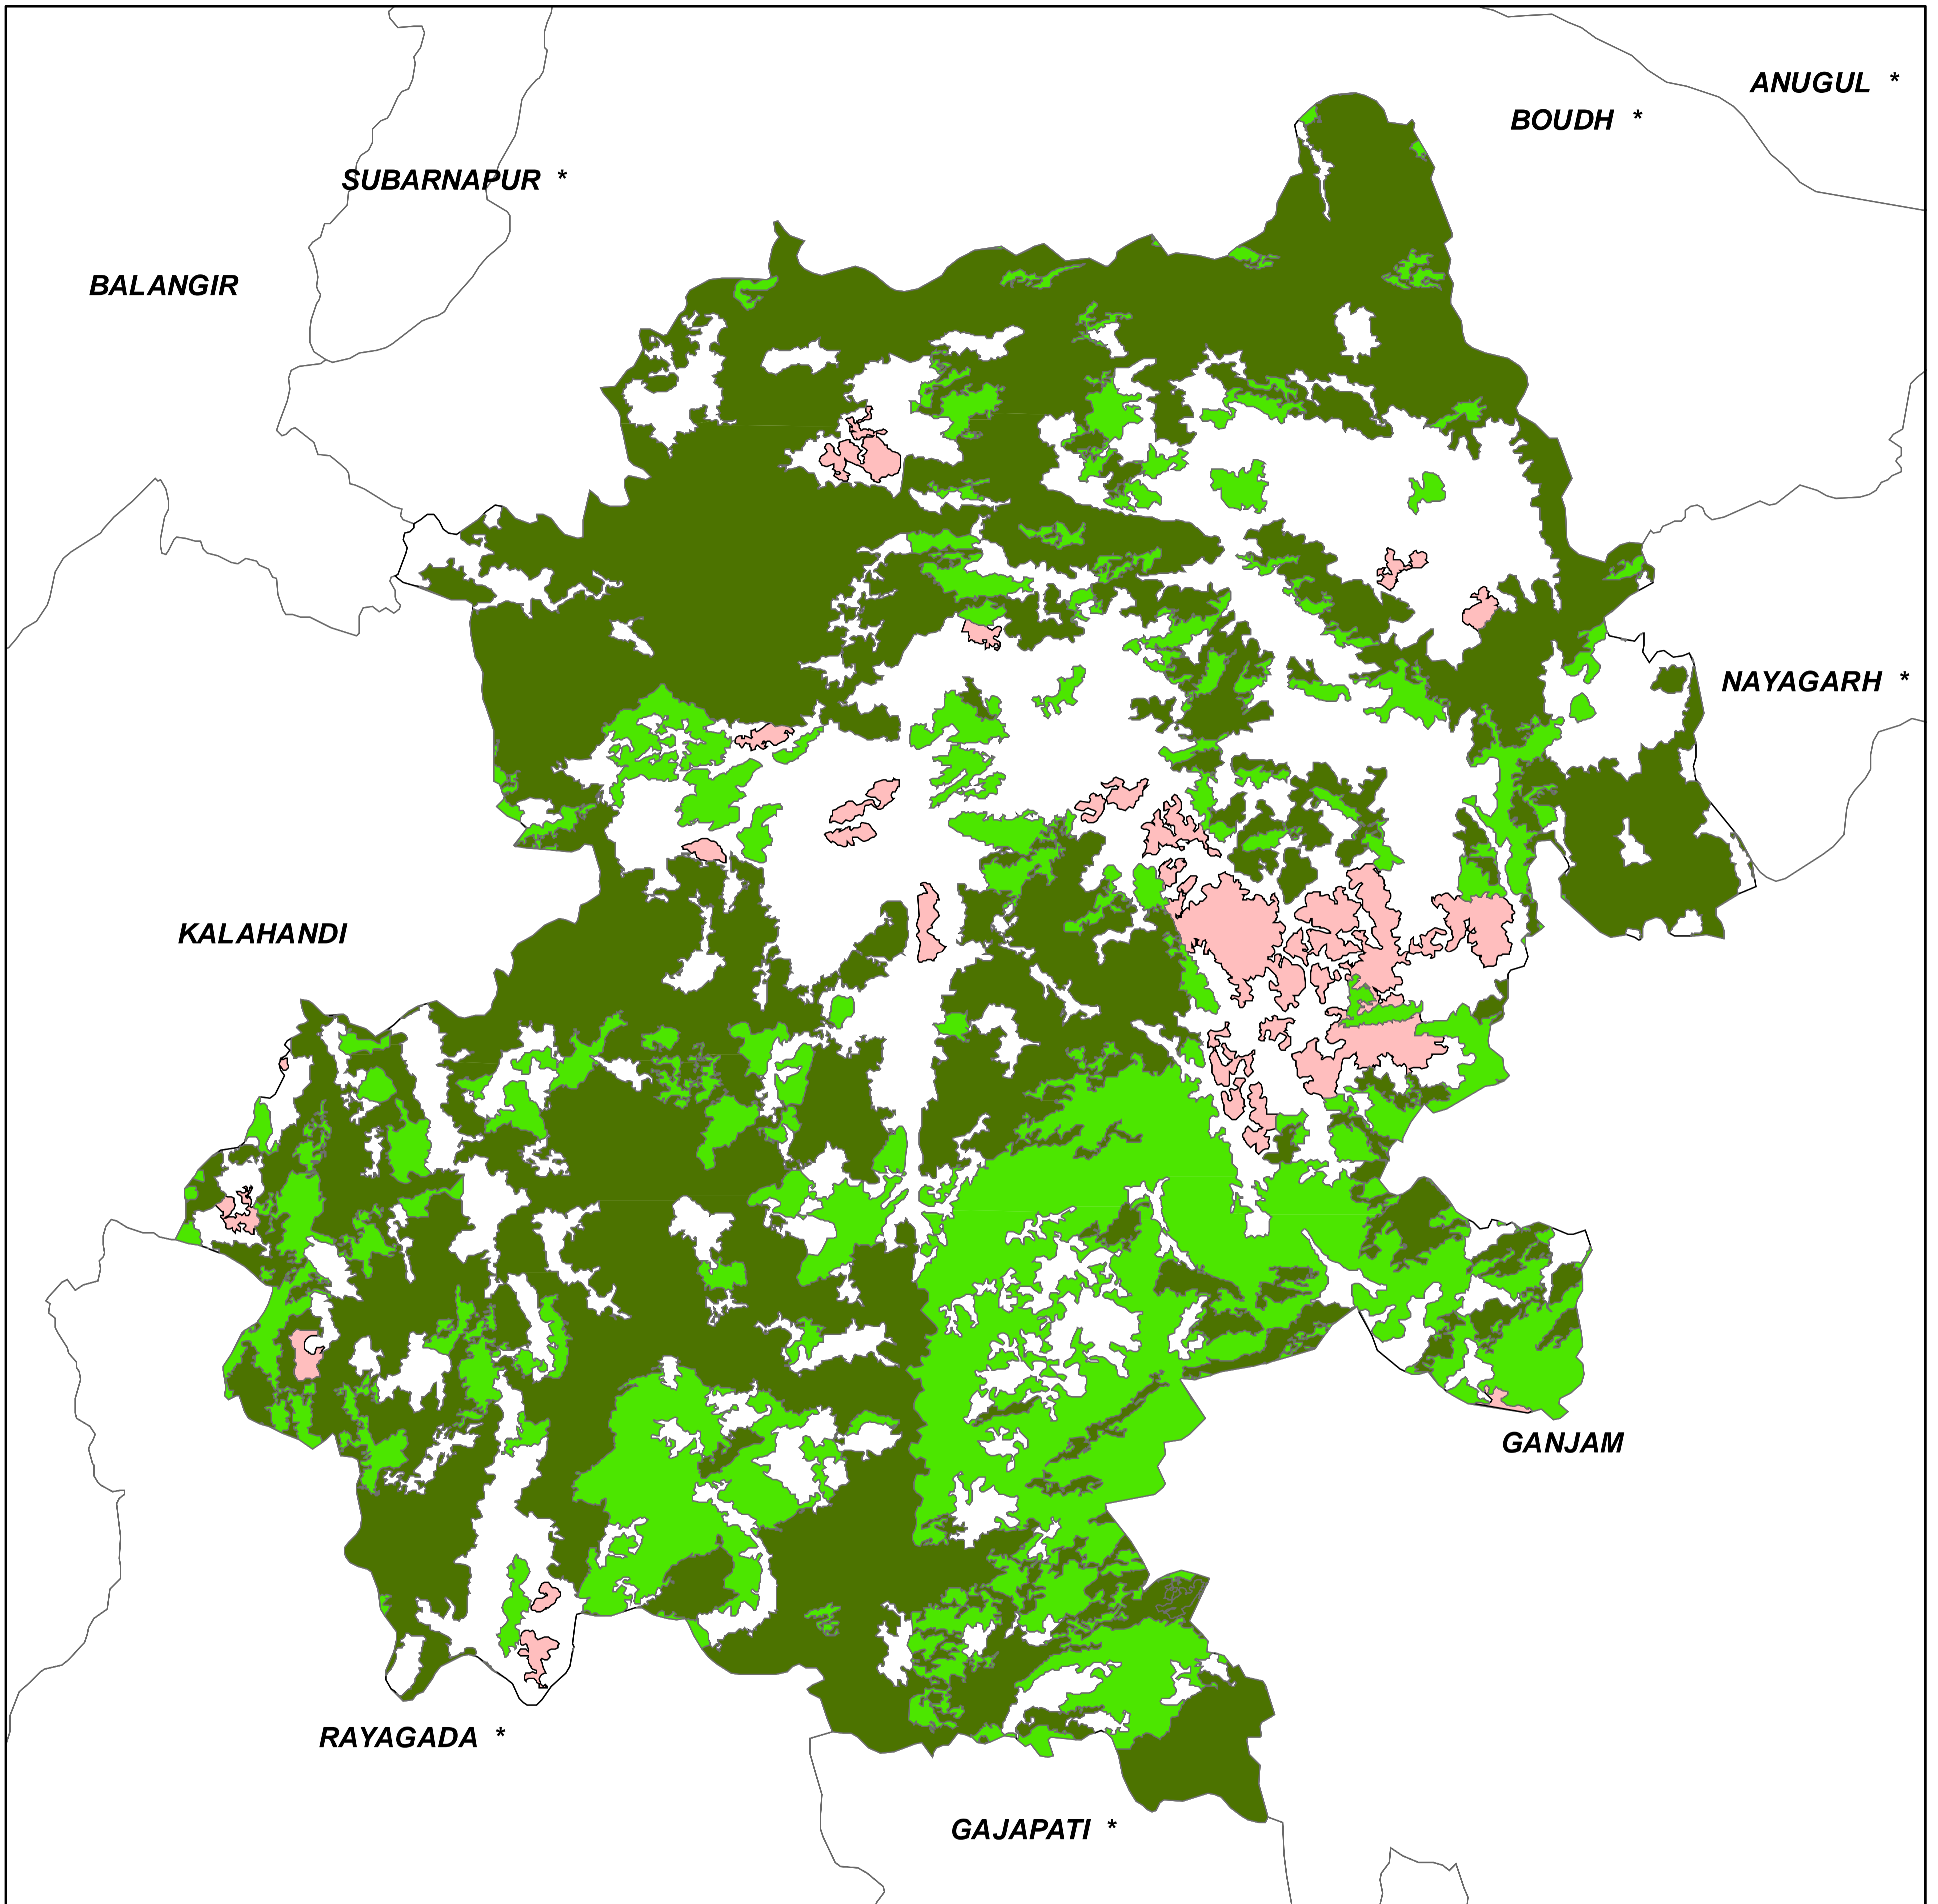 ANUGUL *
BOUDH *
SUBARNAPUR *
BALANGIR
NAYAGARH *
KALAHANDI
GANJAM
RAYAGADA *
GAJAPATI *